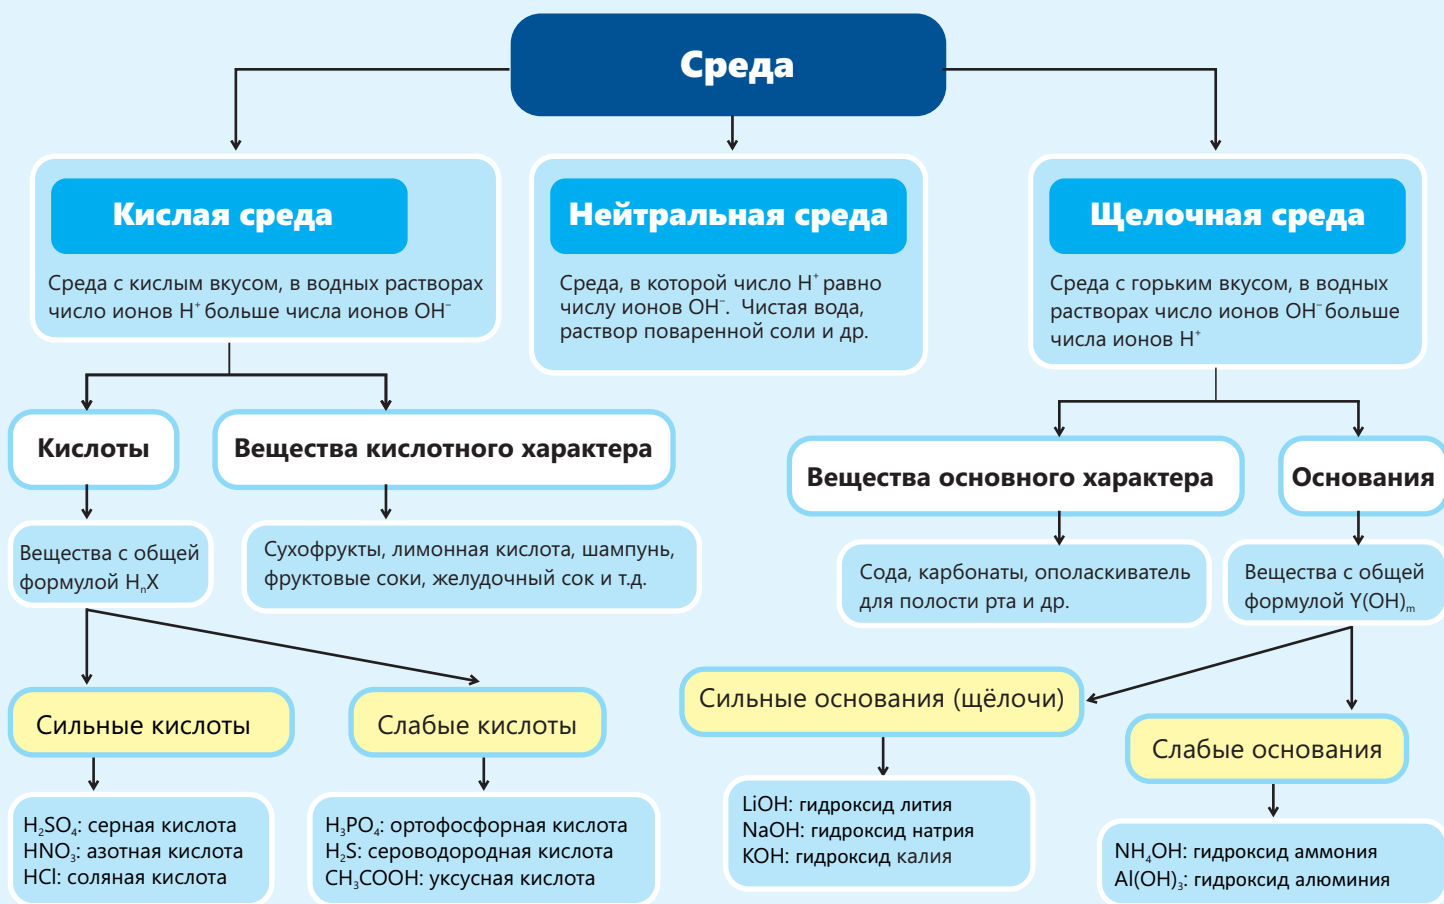 Среда
Кислая среда
Среда с кислым вкусом, в водных растворах
число ионов H⁺ больше числа ионов OH⁻
Нейтральная среда
Среда, в которой число H⁺ равно
числу ионов OH⁻. Чистая вода,
раствор поваренной соли и др.
Щелочная среда
Среда с горьким вкусом, в водных
растворах число ионов OH⁻ больше
числа ионов H⁺
Кислоты
Вещества кислотного характера
Вещества основного характера
Основания
Вещества с общей
формулой HₙX
Сухофрукты, лимонная кислота, шампунь,
фруктовые соки, желудочный сок и т.д.
Сода, карбонаты, ополаскиватель
для полости рта и др.
Вещества с общей
формулой Y(OH)ₘ
Сильные кислоты
Слабые кислоты
Сильные основания (щёлочи)
Слабые основания
H₂SO₄: серная кислота
HNO₃: азотная кислота
HCl: соляная кислота
H₃PO₄: ортофосфорная кислота
H₂S: сероводородная кислота
CH₃COOH: уксусная кислота
LiOH: гидроксид лития
NaOH: гидроксид натрия
KOH: гидроксид калия
NH₄OH: гидроксид аммония
Al(OH)₃: гидроксид алюминия